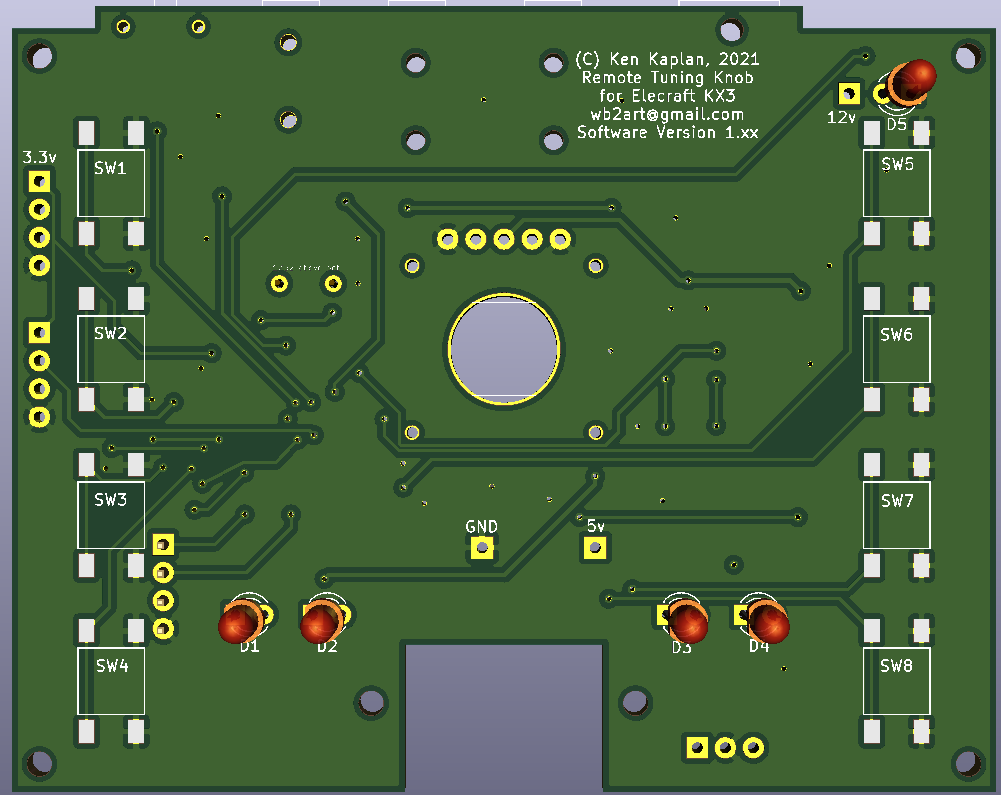 (C) Ken Kaplan, 2021
Remote Tuning Knob
for Elecraft KX3
wb2art@gmail.com
Software Version 1.xx
12v
D5
3.3v
SW1
SW5
SW2
SW6
SW3
SW7
GND
5v
D1
D2
D3
D4
SW4
SW8